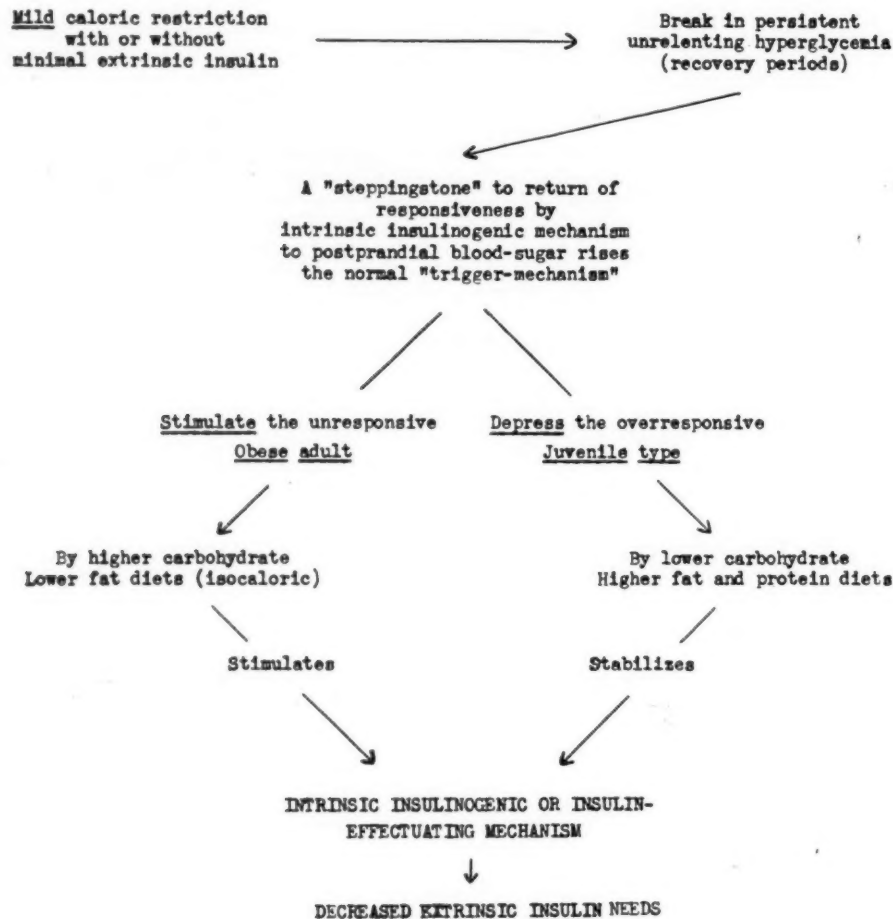 Mild caloric restriction
with or without
minimal extrinsic insulin
Break in persistent
unrelenting hyperglycemia
(recovery periods)
A "steppingstone" to return of
responsiveness by
intrinsic insulinogenic mechanism
to postprandial blood-sugar rises
the normal "trigger-mechanism"
Stimulate the unresponsive
Obese adult
Depress the overresponsive
Juvenile type
By higher carbohydrate
Lower fat diets (isocaloric)
By lower carbohydrate
Higher fat and protein diets
Stimulates
Stabilizes
INTRINSIC INSULINOGENIC OR INSULIN-
EFFECTUATING MECHANISM
DECREASED EXTRINSIC INSULIN NEEDS